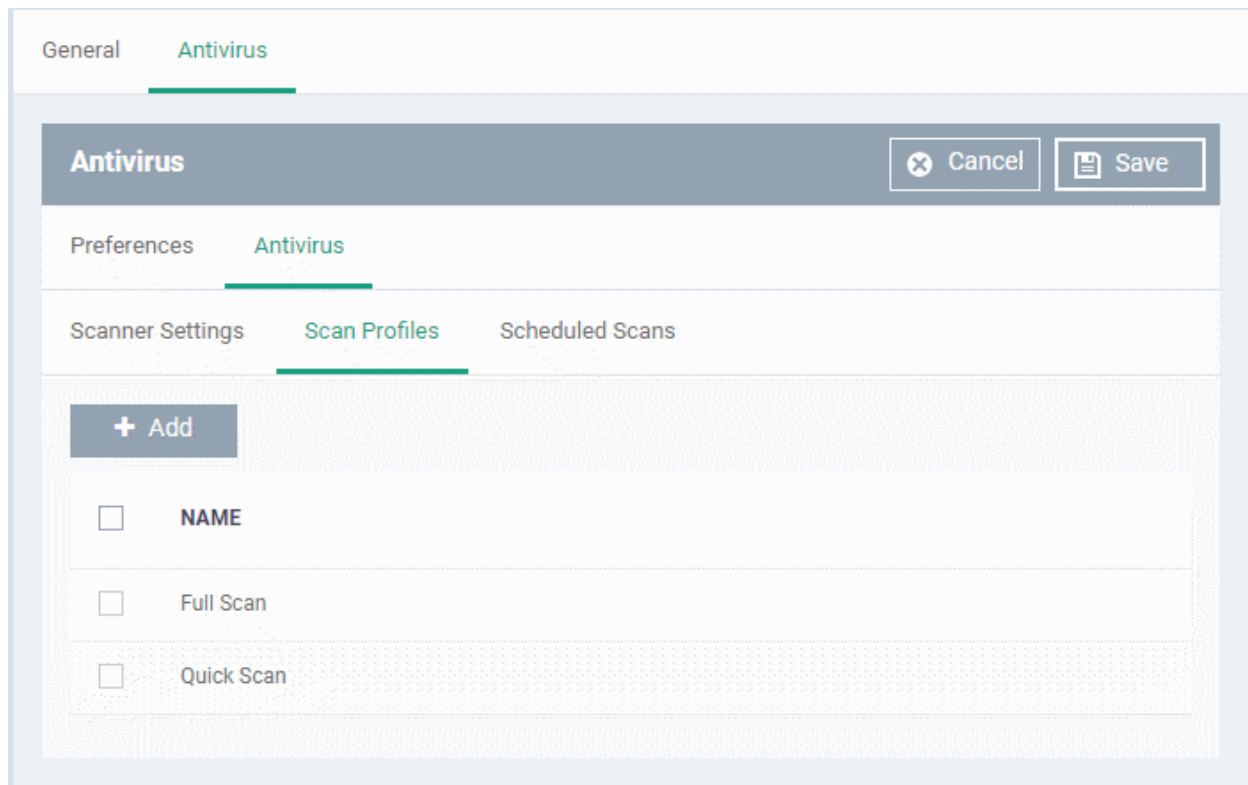 General Antivirus
Antivirus Cancel Save
Preferences Antivirus
Scanner Settings Scan Profiles Scheduled Scans
+ Add
NAME
Full Scan
Quick Scan